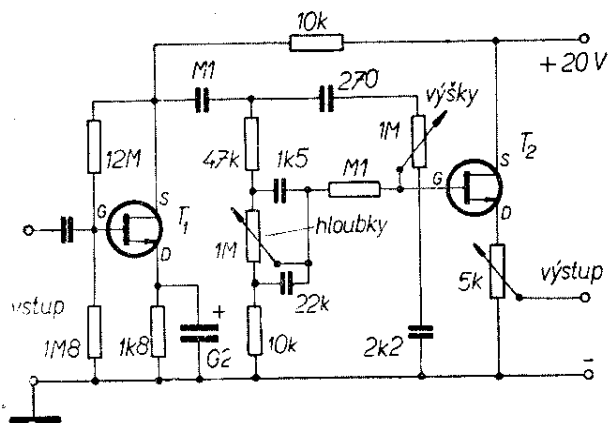 10k
+20V
M1
270
výšky
12M
47k
1k5
M1
1M
T2
S
G
D
G
S
T1
D
1M
hloubky
22k
5k
výstup
vstup
+
1M8
1k8
G2
10k
2k2
-